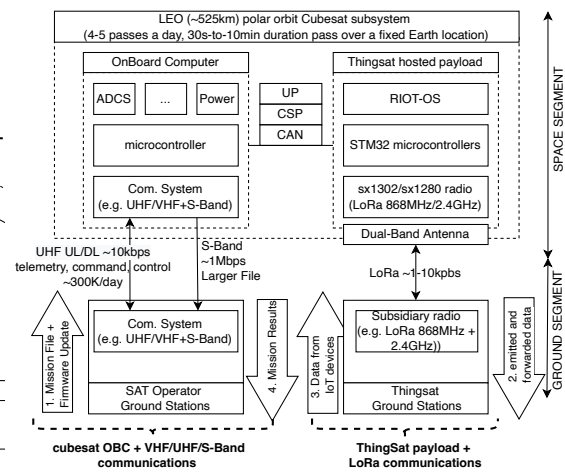 LEO (~525km) polar orbit Cubesat subsystem
(4-5 passes a day, 30s-to-10min duration pass over a fixed Earth location)
OnBoard Computer
ADCS
...
Power
microcontroller
Com. System
(e.g. UHF/VHF+S-Band)
UP
CSP
CAN
Thingsat hosted payload
RIOT-OS
STM32 microcontrollers
sx1302/sx1280 radio
(LoRa 868MHz/2.4GHz)
Dual-Band Antenna
SPACE SEGMENT
UHF UL/DL ~10kbps
telemetry, command, control
~300K/day
S-Band
~1Mbps
Larger File
LoRa ~1-10kpbs
GROUND SEGMENT
1. Mission File +
Firmware Update
Com. System
(e.g. UHF/VHF+S-Band)
SAT Operator
Ground Stations
4. Mission Results
3. Data from
IoT devices
Subsidiary radio
(e.g. LoRa 868MHz +
2.4GHz))
Thingsat
Ground Stations
2. emitted and
forwarded data
cubesat OBC + VHF/UHF/S-Band
communications
ThingSat payload +
LoRa communications